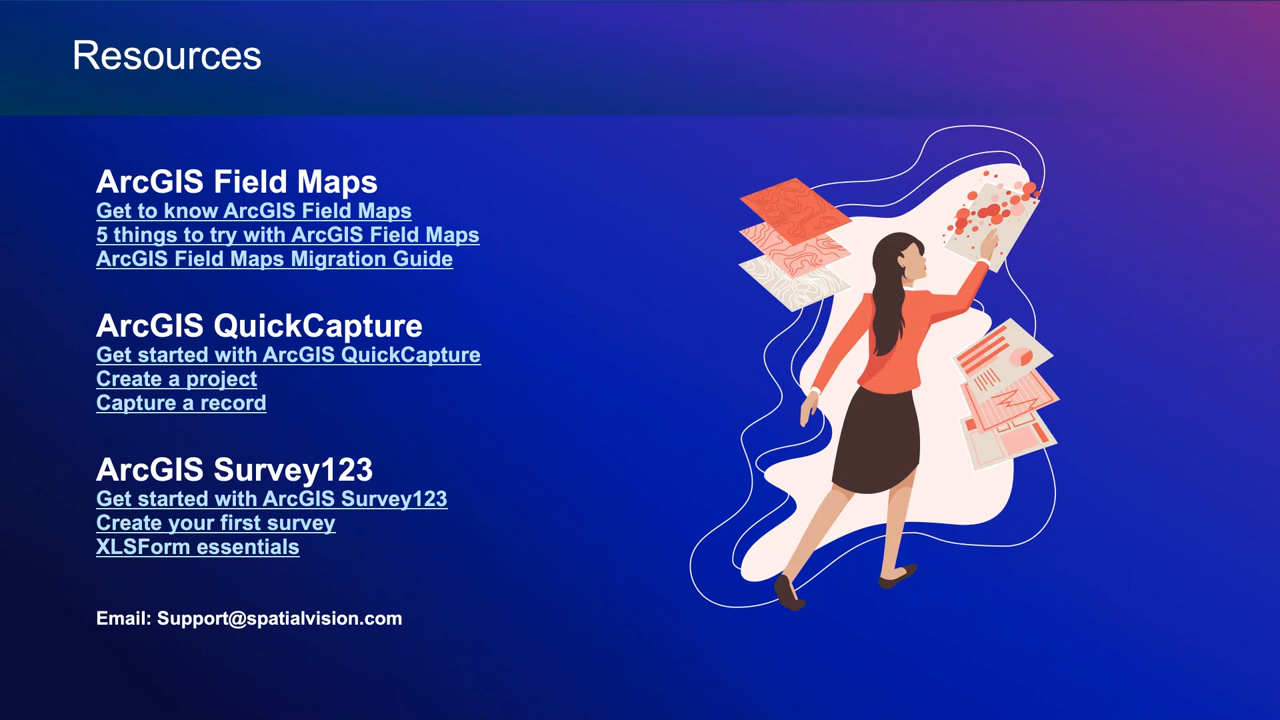 Resources
ArcGIS Field Maps
Get to know ArcGIS Field Maps
5 things to try with ArcGIS Field Maps
ArcGIS Field Maps Migration Guide
ArcGIS QuickCapture
Get started with ArcGIS QuickCapture
Create a project
Capture a record
ArcGIS Survey123
Get started with ArcGIS Survey123
Create your first survey
XLSForm essentials
Email: Support@spatialvision.com